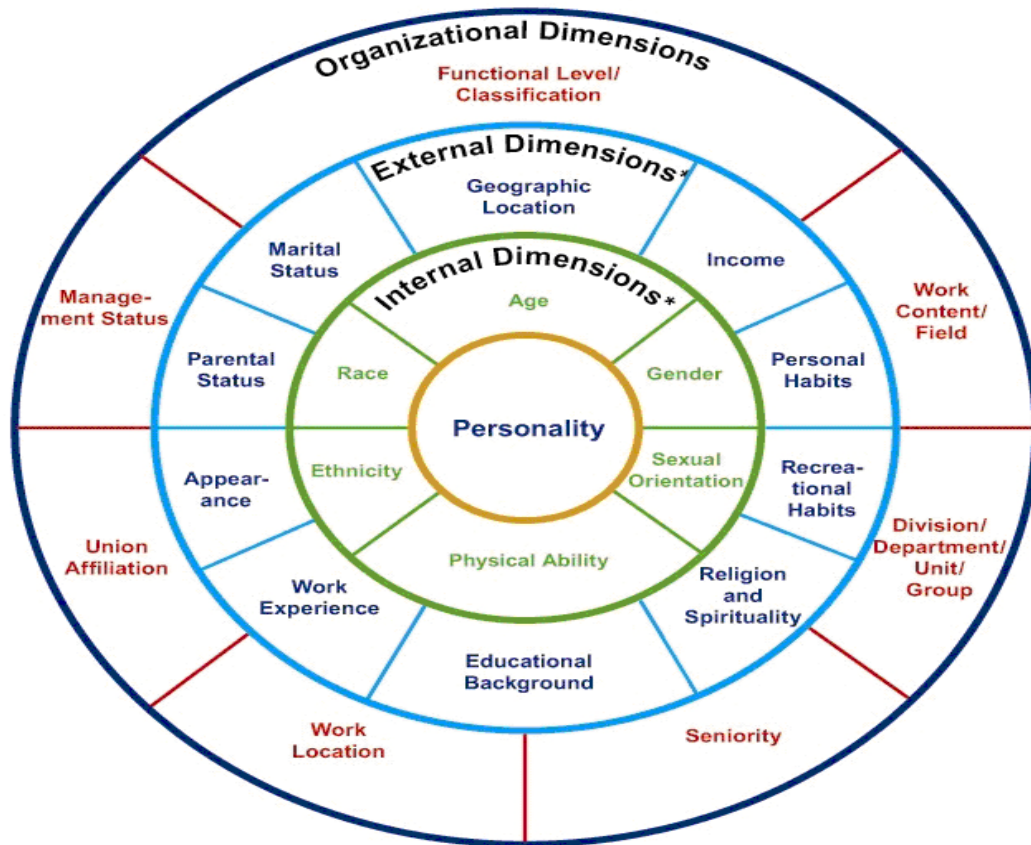 Organizational Dimensions
Functional Level/
Classification
External Dimensions*
Geographic
Location
Marital
Status
Income
Internal Dimensions*
Age
Manage-
ment Status
Work
Content/
Field
Parental
Status
Race
Gender
Personal
Habits
Personality
Appear-
ance
Ethnicity
Sexual
Orientation
Recrea-
tional
Habits
Union
Affiliation
Division/
Department/
Unit/
Group
Physical Ability
Work
Experience
Religion
and
Spirituality
Educational
Background
Work
Location
Seniority